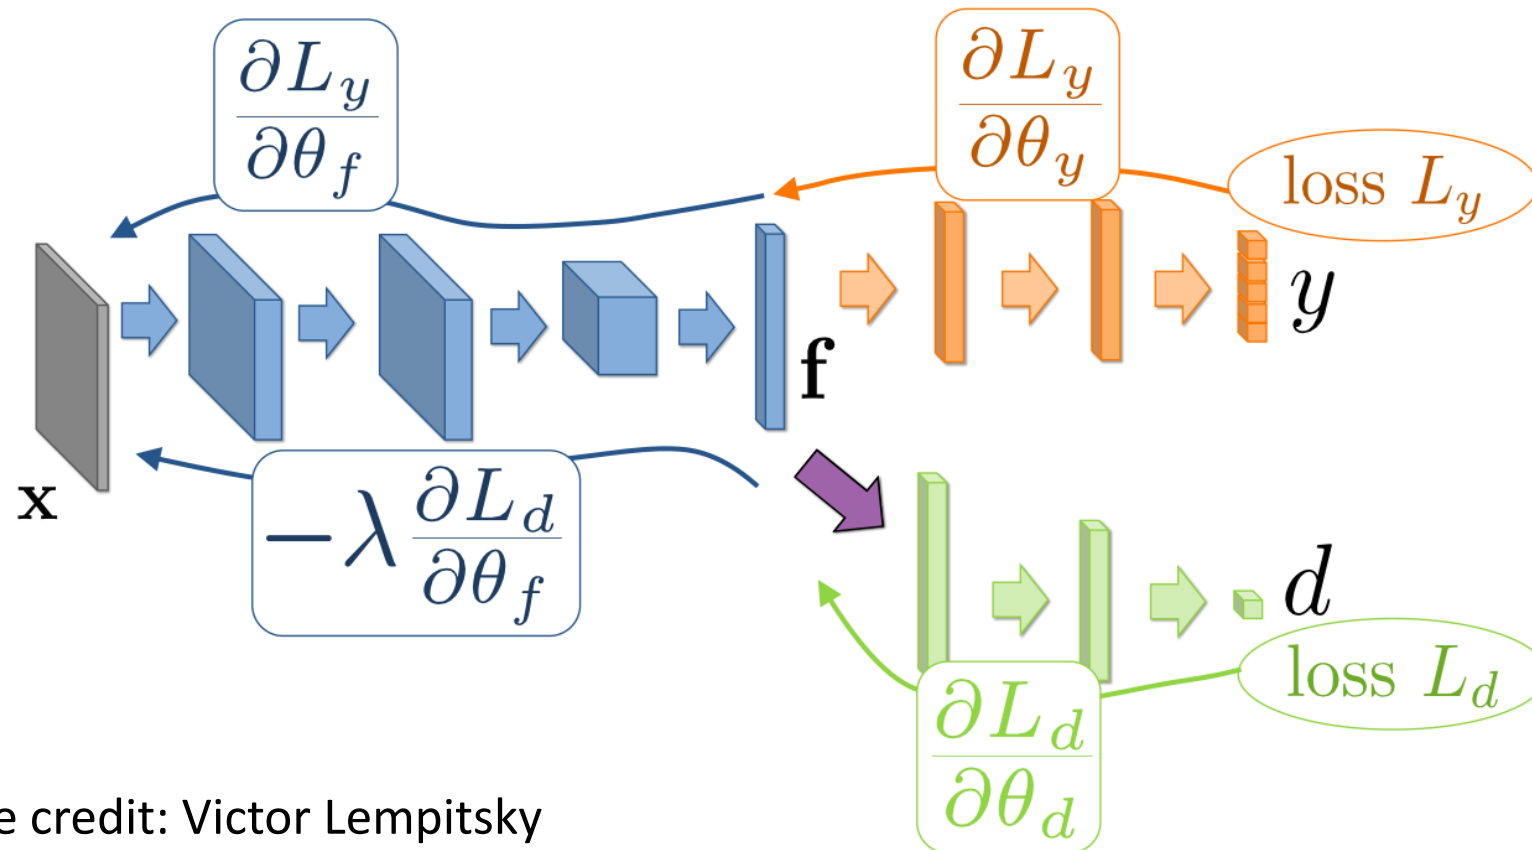 ∂L_y
∂θ_f
∂L_y
∂θ_y
loss L_y
y
f
x
−λ ∂L_d
∂θ_f
d
loss L_d
∂L_d
∂θ_d
e credit: Victor Lempitsky